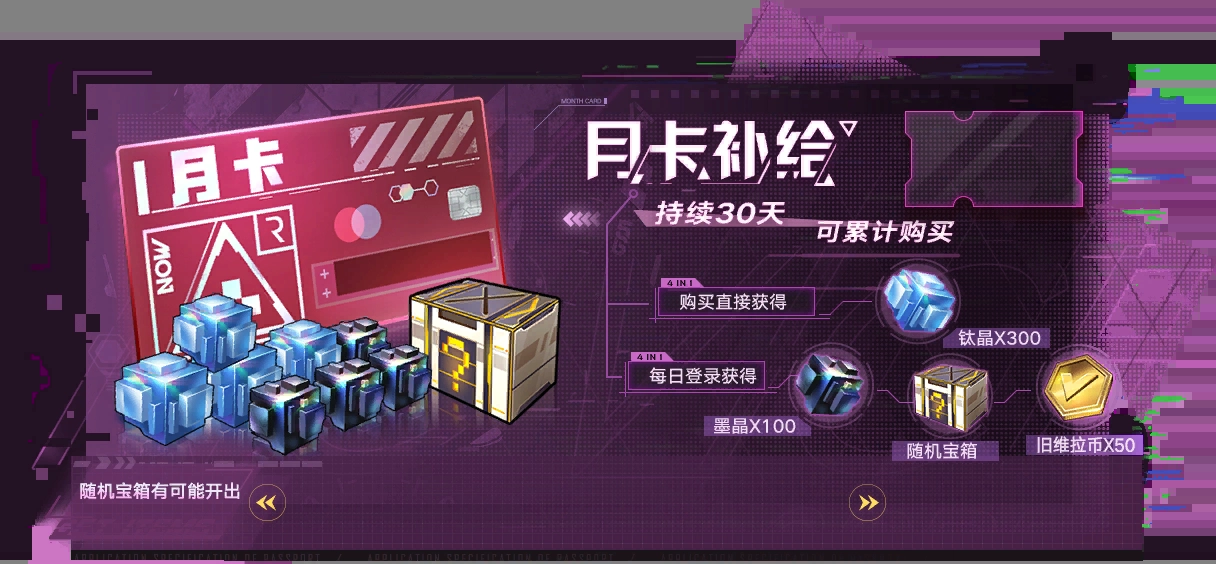 MONTH CARD
月卡补给
持续30天
可累计购买
月卡
NOW
R
4 IN 1
购买直接获得
钛晶X300
4 IN 1
每日登录获得
墨晶X100
随机宝箱
旧维拉币X50
随机宝箱有可能开出
APPLICATION SPECIFICATION OF PASSPORT / APPLICATION SPECIFICATION OF PASSPORT /